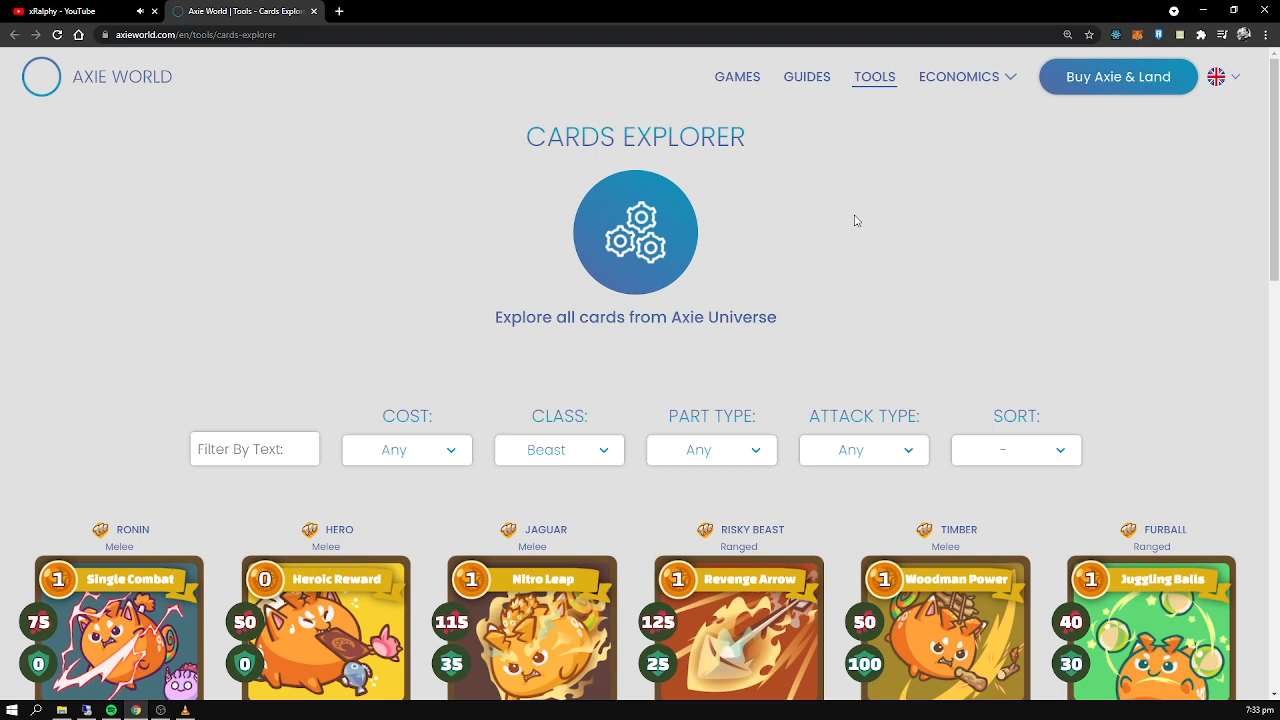 xRalphy - YouTube
Axie World | Tools - Cards Explor
axieworld.com/en/tools/cards-explorer
AXIE WORLD
GAMES GUIDES TOOLS ECONOMICS Buy Axie & Land
CARDS EXPLORER
Explore all cards from Axie Universe
COST: CLASS: PART TYPE: ATTACK TYPE: SORT:
Filter By Text: Any Beast Any Any -
RONIN HERO JAGUAR RISKY BEAST TIMBER FURBALL
Melee Melee Melee Ranged Melee Ranged
1 Single Combat 0 Heroic Reward 1 Nitro Leap 1 Revenge Arrow 1 Woodman Power 1 Juggling Balls
75 50 115 125 50 40
0 0 35 25 100 30
7:33 pm